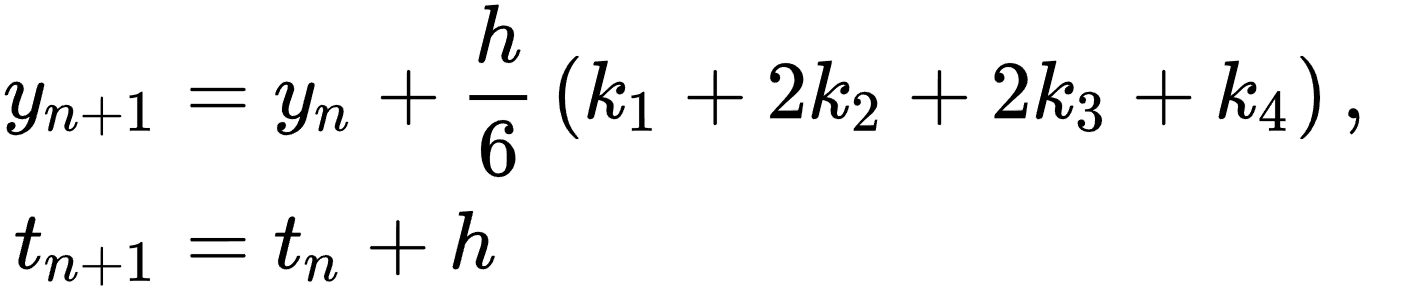 y_{n+1} = y_n + \frac{h}{6} (k_1 + 2k_2 + 2k_3 + k_4),
t_{n+1} = t_n + h